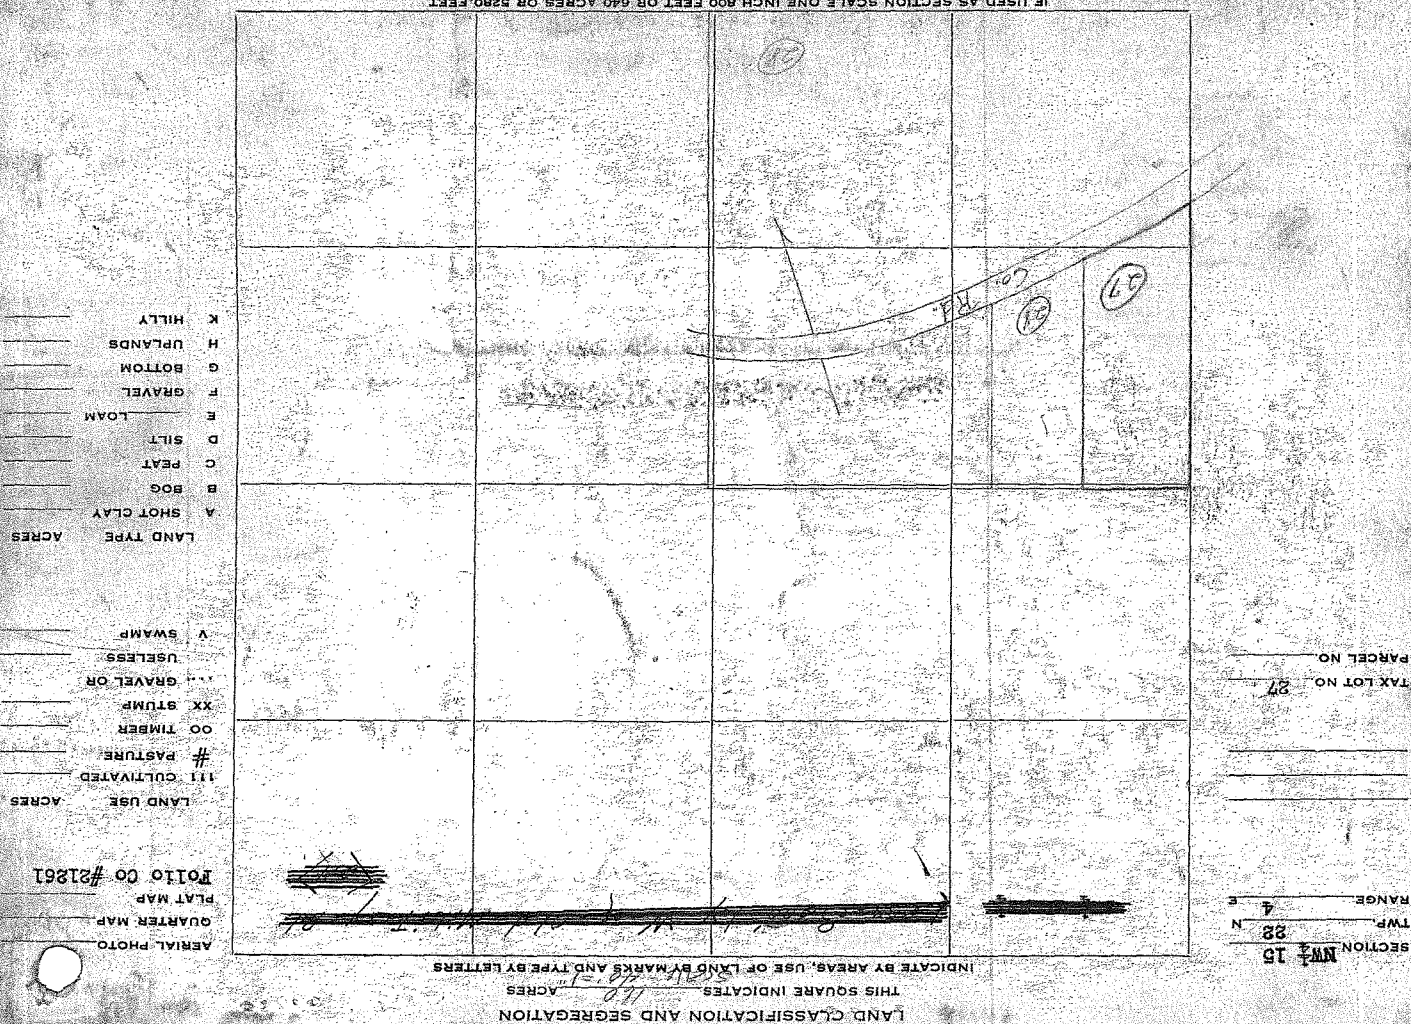 LAND CLASSIFICATION AND SEGREGATION
THIS SQUARE INDICATES 160 ACRES
INDICATE BY AREAS, USE OF LAND BY MARKS AND TYPE BY LETTERS
SECTION NW¼ 15
TWP. 22 N
RANGE 4 E
TAX LOT NO. 27
PARCEL NO.
AERIAL PHOTO
QUARTER MAP
PLAT MAP
Folio Co #21261
LAND USE ACRES
111 CULTIVATED
# PASTURE
OO TIMBER
XX STUMP
... GRAVEL OR
USELESS
V SWAMP
LAND TYPE ACRES
A SHOT CLAY
B BOG
C PEAT
D SILT
E LOAM
F GRAVEL
G BOTTOM
H UPLANDS
K HILLY
27
Co. Rd.
28
IF USED AS SECTION SCALE ONE INCH 800 FEET OR 640 ACRES OR 5280 FEET